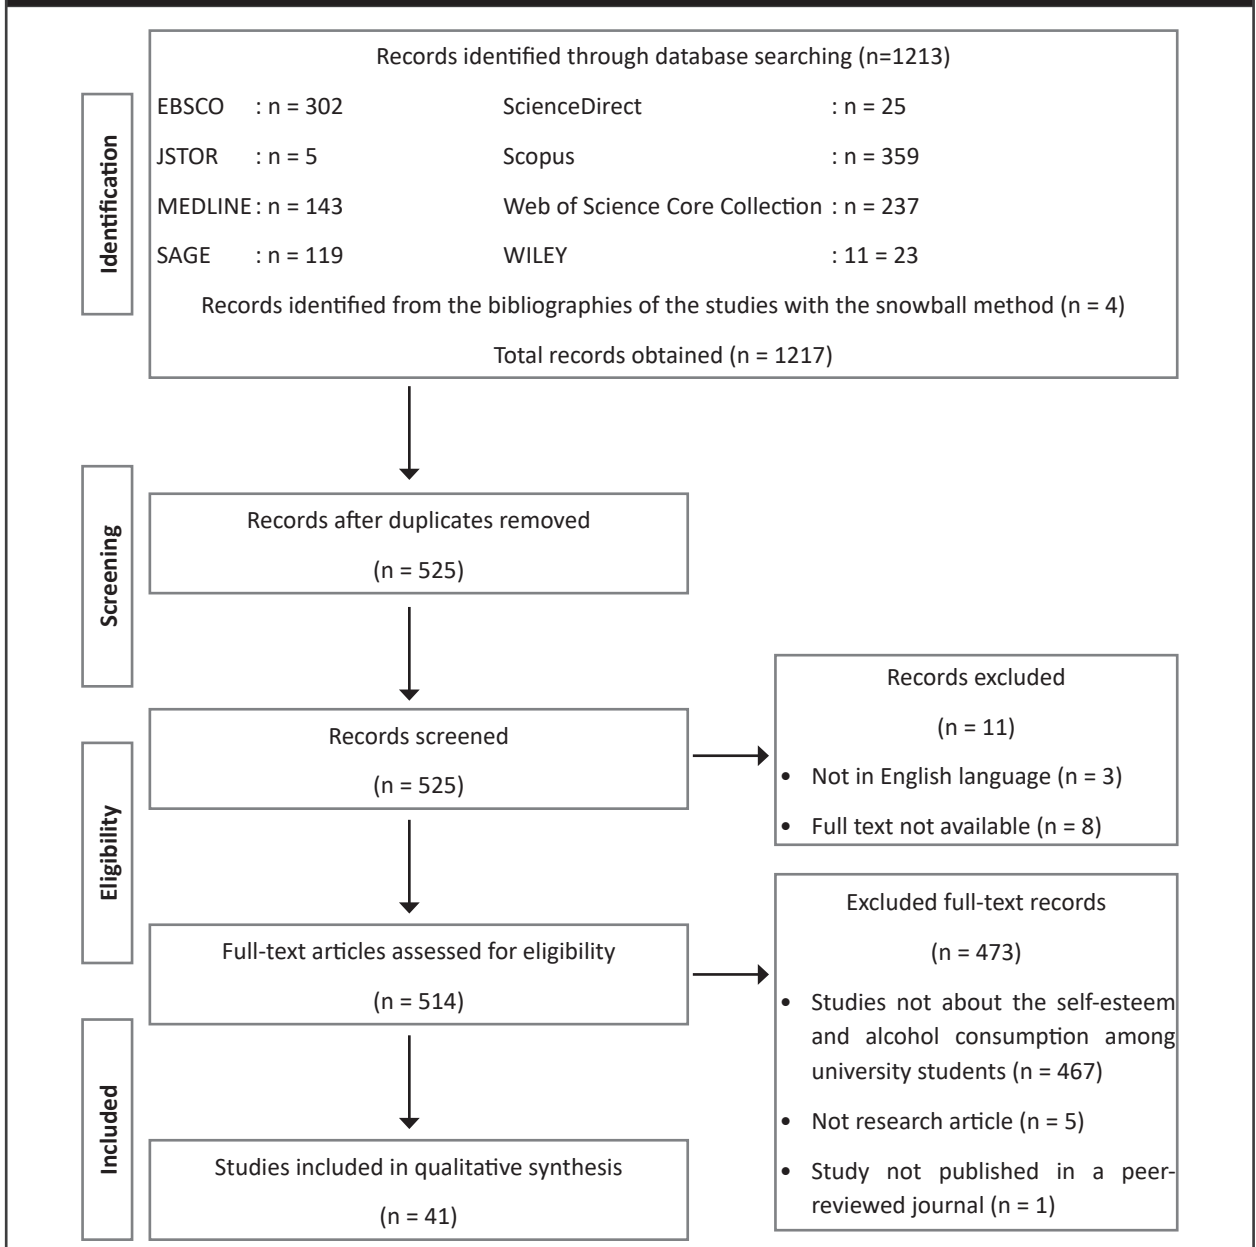 Records identified through database searching (n=1213)
Identification
EBSCO : n = 302 ScienceDirect : n = 25
JSTOR : n = 5 Scopus : n = 359
MEDLINE : n = 143 Web of Science Core Collection : n = 237
SAGE : n = 119 WILEY : 11 = 23
Records identified from the bibliographies of the studies with the snowball method (n = 4)
Total records obtained (n = 1217)
Screening
Records after duplicates removed
(n = 525)
Eligibility
Records screened
(n = 525)
Records excluded
(n = 11)
• Not in English language (n = 3)
• Full text not available (n = 8)
Full-text articles assessed for eligibility
(n = 514)
Excluded full-text records
(n = 473)
• Studies not about the self-esteem
and alcohol consumption among
university students (n = 467)
• Not research article (n = 5)
• Study not published in a peer-
reviewed journal (n = 1)
Included
Studies included in qualitative synthesis
(n = 41)